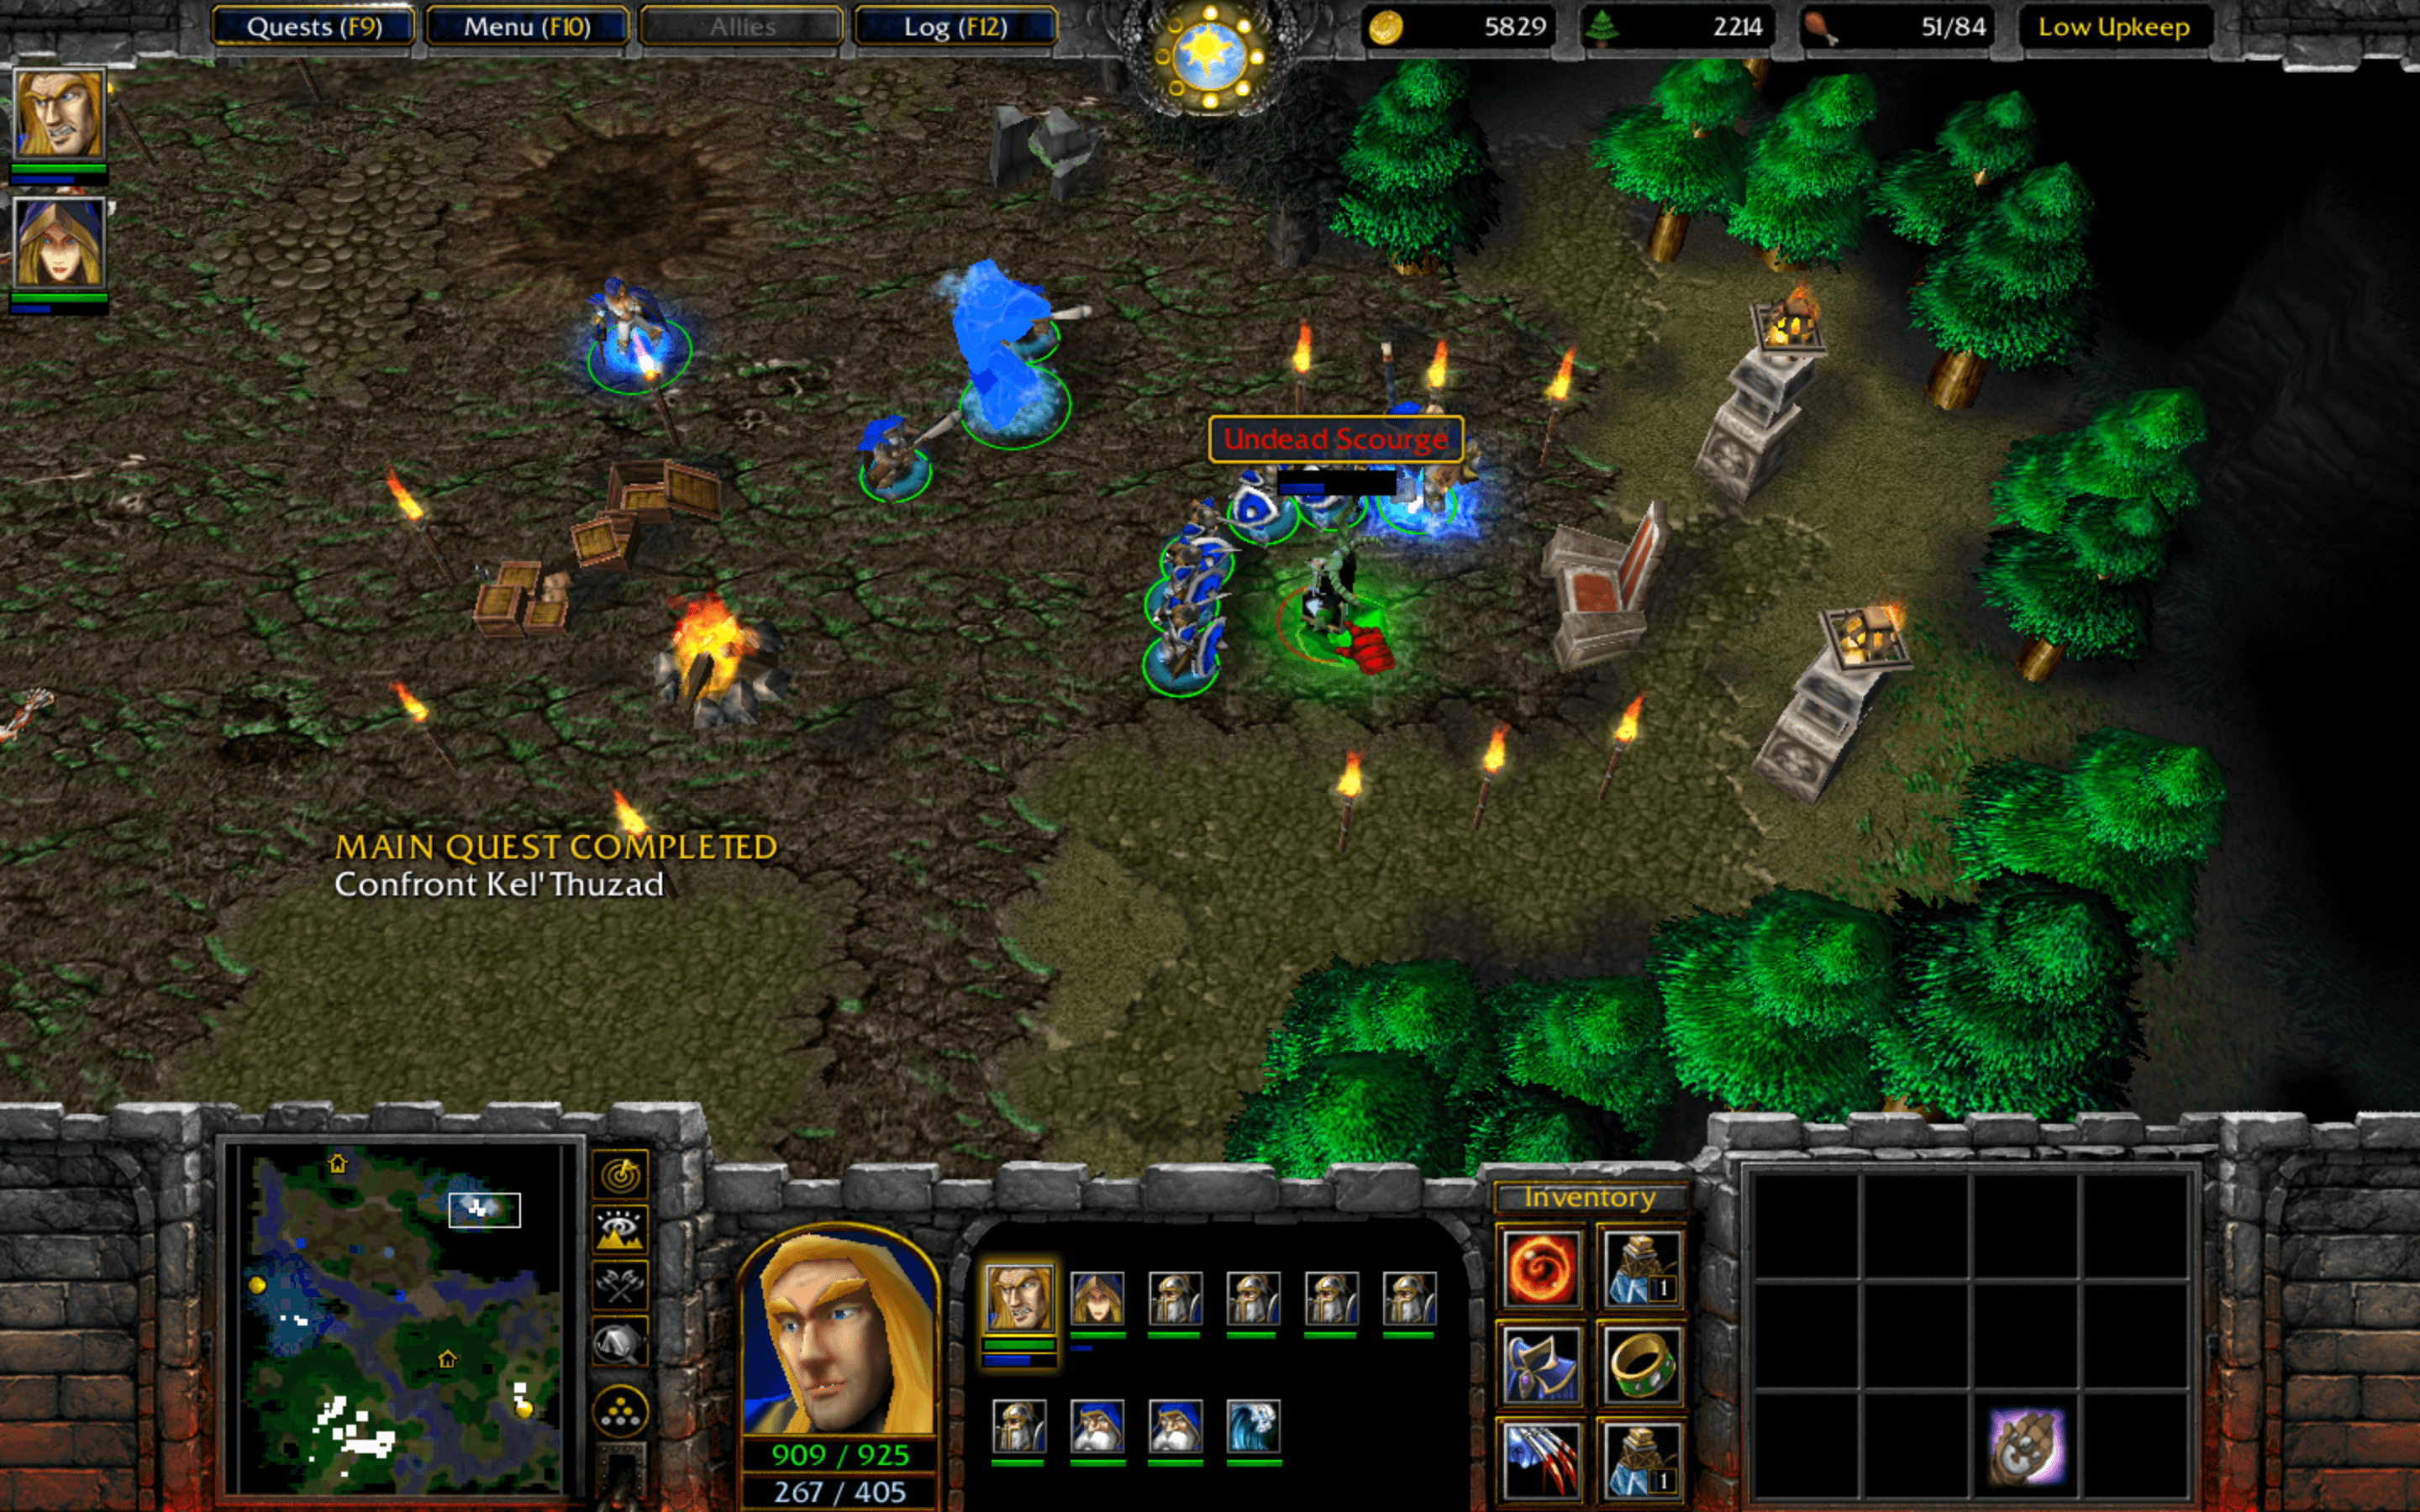 Quests (F9)
Menu (F10)
Allies
Log (F12)
5829
2214
51/84
Low Upkeep
Undead Scourge
MAIN QUEST COMPLETED
Confront Kel'Thuzad
Inventory
1
1
909 / 925
267 / 405